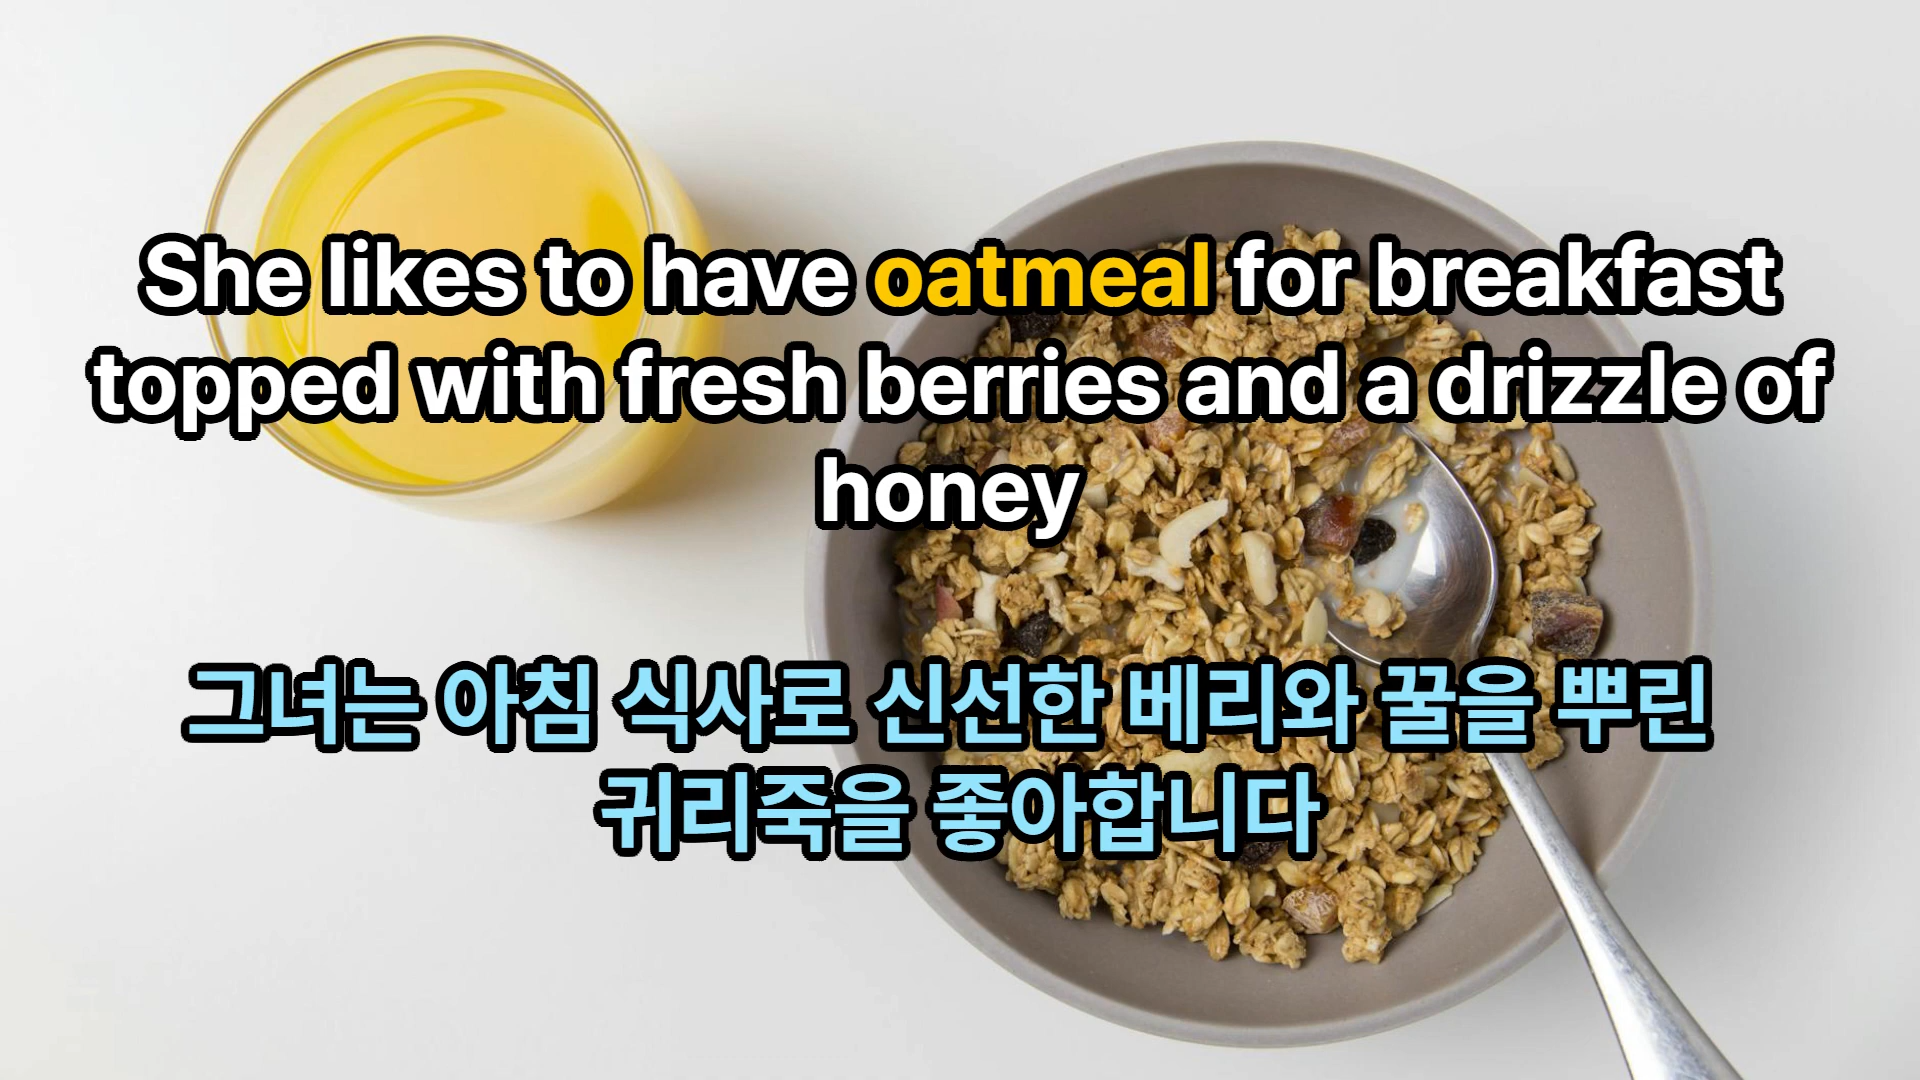 She likes to have oatmeal for breakfast
topped with fresh berries and a drizzle of
honey
그녀는 아침 식사로 신선한 베리와 꿀을 뿌린
귀리죽을 좋아합니다